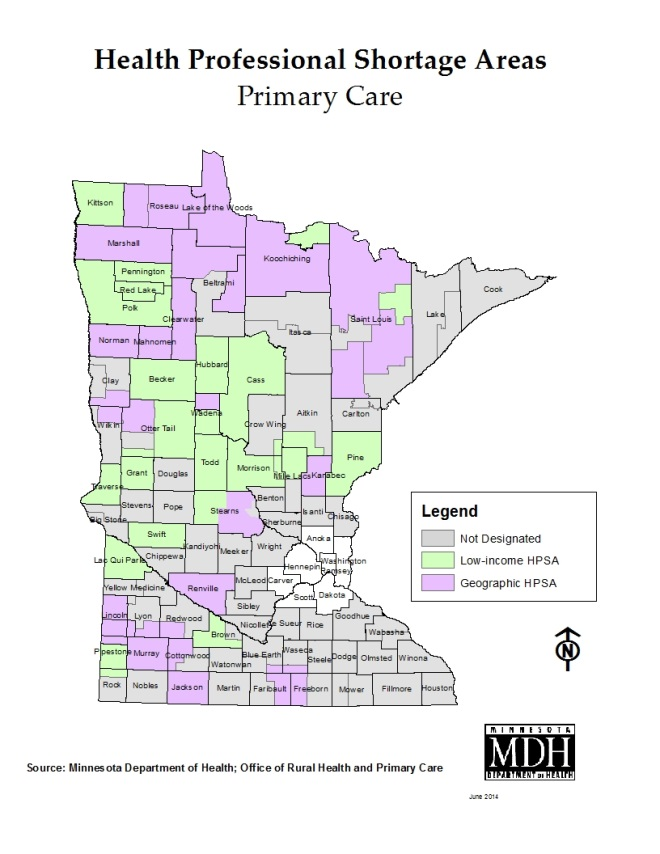 Health Professional Shortage Areas
Primary Care
Kittson
Roseau
Lake of the Woods
Marshall
Koochiching
Pennington
Beltrami
Cook
Red Lake
Polk
Clearwater
Saint Louis
Lake
Itasca
Norman
Mahnomen
Hubbard
Clay
Becker
Cass
Wadena
Aitkin
Carlton
Crow Wing
Wilkin
Otter Tail
Pine
Todd
Morrison
Grant
Douglas
Mille Lacs
Kanabec
Traverse
Benton
Stevens
Pope
Stearns
Isanti
Chisago
Big Stone
Sherburne
Swift
Anoka
Kandiyohi
Meeker
Wright
Chippewa
Lac Qui Parle
Hennepin
Washington
Ramsey
McLeod
Carver
Yellow Medicine
Renville
Scott
Dakota
Sibley
Lincoln
Lyon
Redwood
Nicollet
Le Sueur
Rice
Goodhue
Wabasha
Brown
Pipestone
Murray
Cottonwood
Watonwan
Blue Earth
Waseca
Steele
Dodge
Olmsted
Winona
Rock
Nobles
Jackson
Martin
Faribault
Freeborn
Mower
Fillmore
Houston
Legend
Not Designated
Low-income HPSA
Geographic HPSA
N
MINNESOTA
MDH
DEPARTMENT of HEALTH
Source: Minnesota Department of Health; Office of Rural Health and Primary Care
June 2014